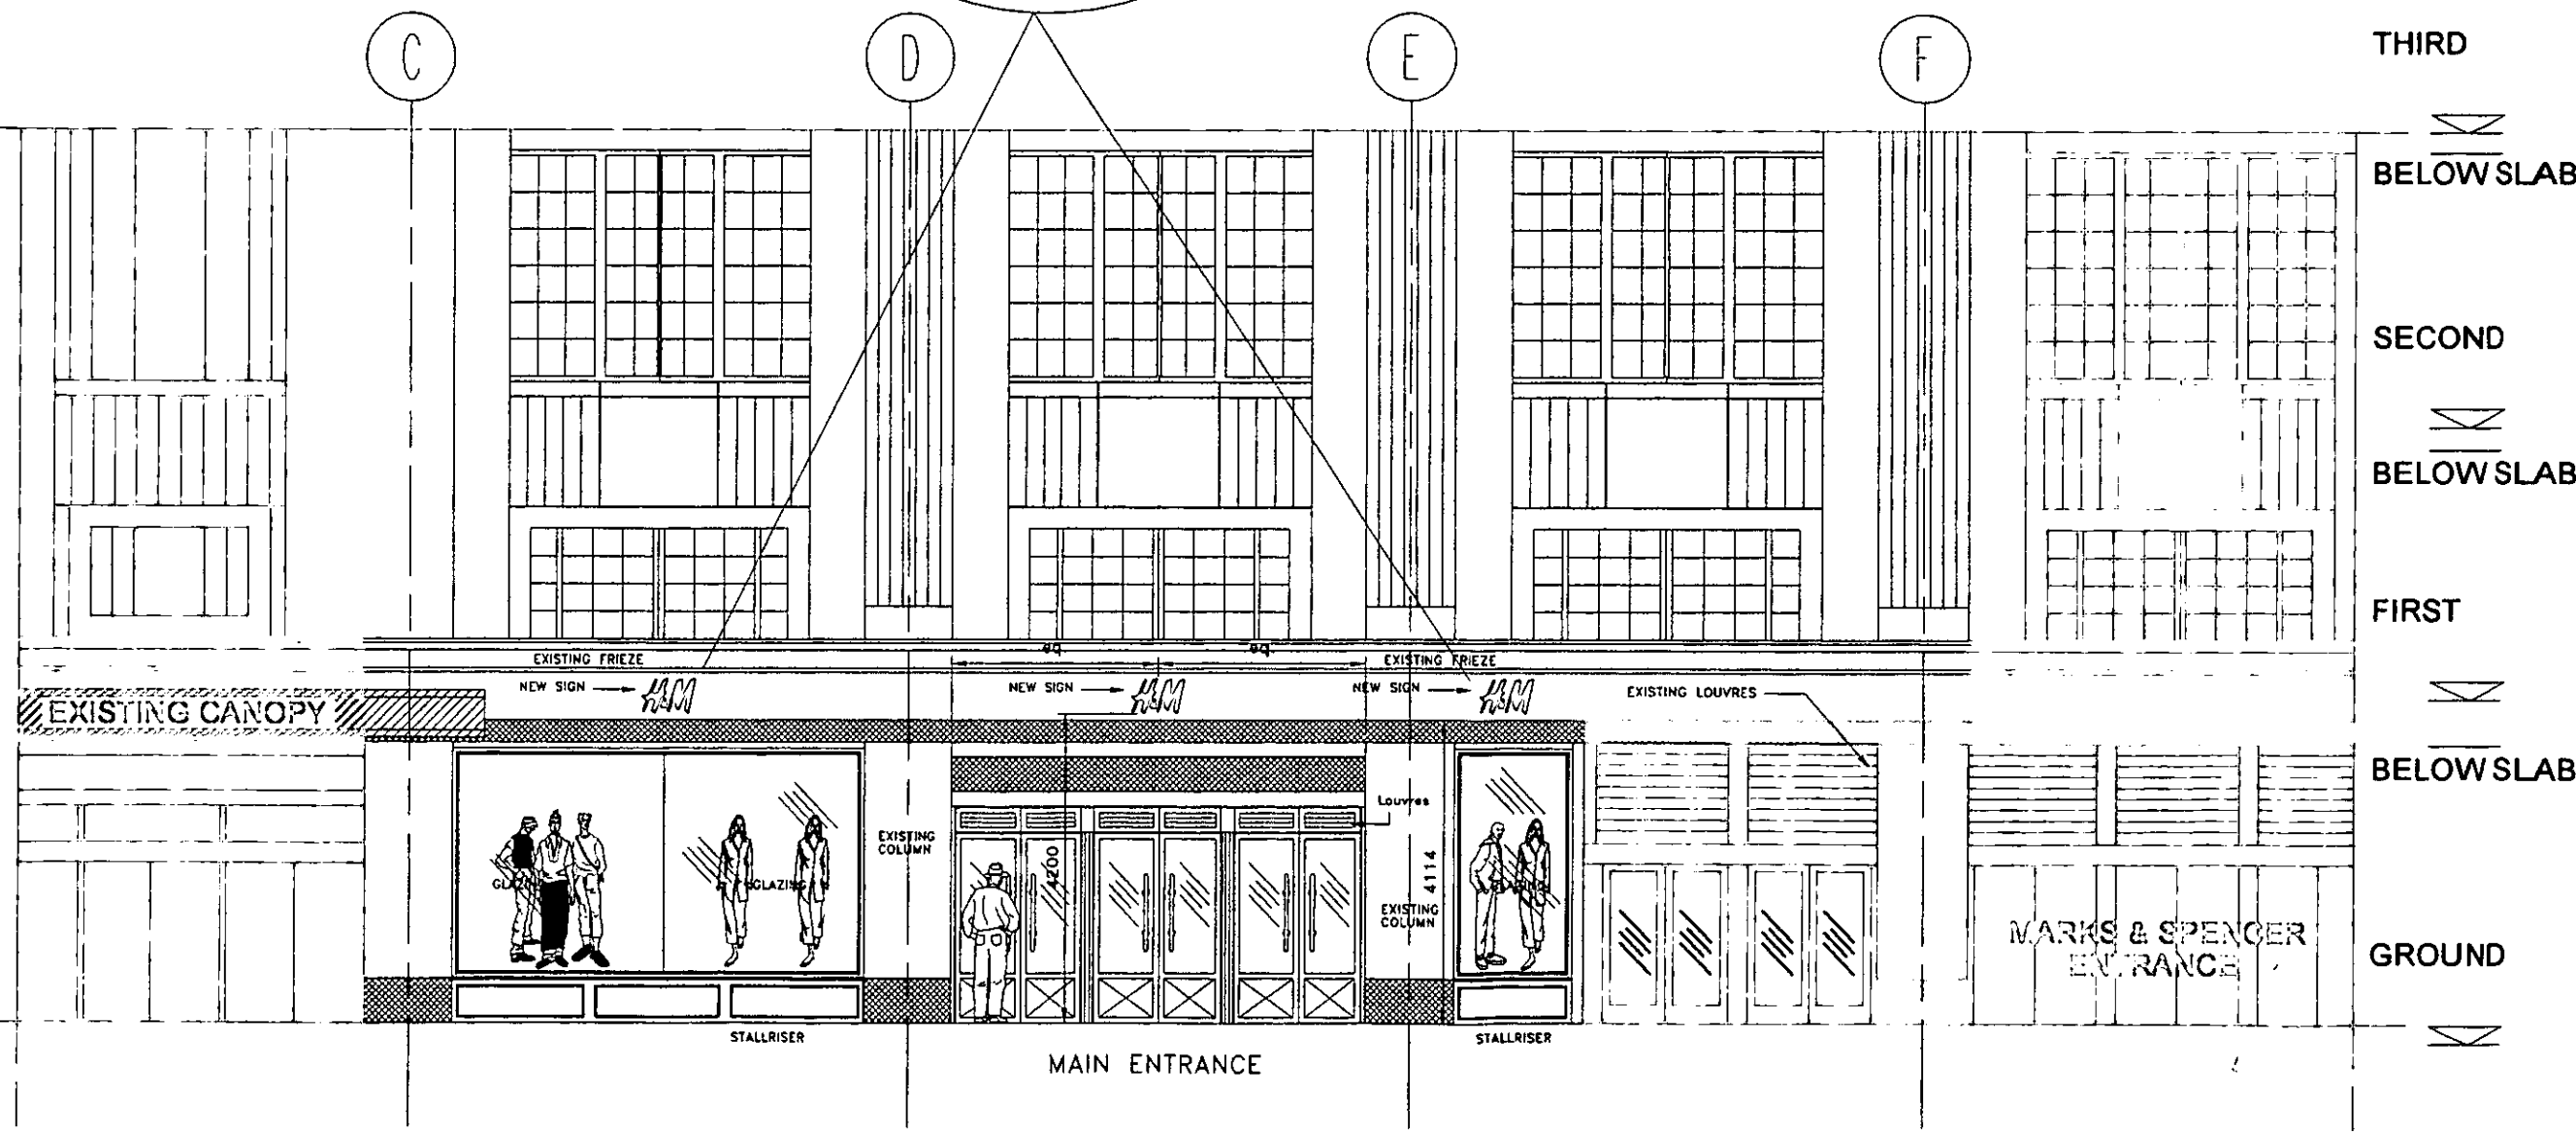 C
D
E
F
THIRD
BELOW SLAB
SECOND
BELOW SLAB
FIRST
eq
eq
EXISTING FRIEZE
EXISTING FRIEZE
NEW SIGN
H&M
NEW SIGN
H&M
NEW SIGN
H&M
EXISTING LOUVRES
EXISTING CANOPY
BELOW SLAB
Louvres
EXISTING
COLUMN
4200
4114
GLAZING
EXISTING
COLUMN
MARKS & SPENCER
ENTRANCE
GROUND
STALLRISER
STALLRISER
MAIN ENTRANCE